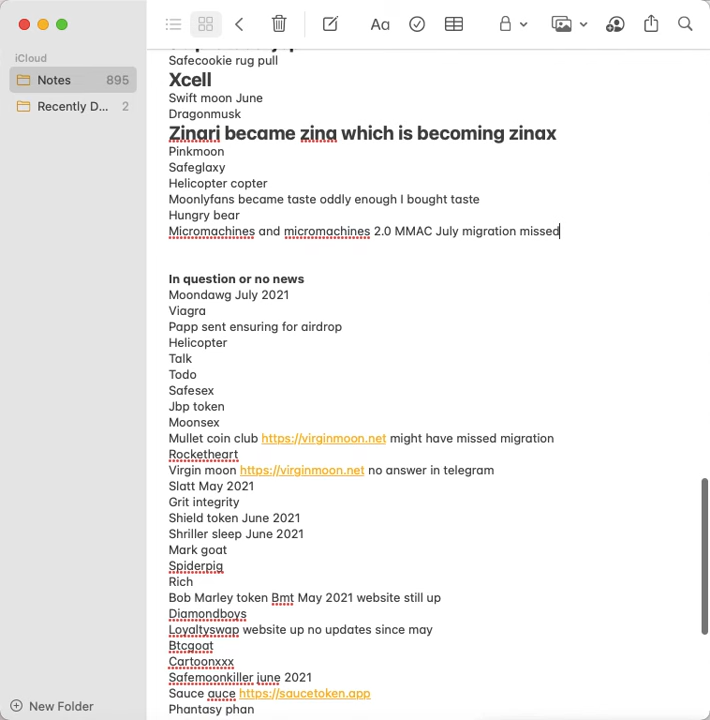 iCloud
Notes 895
Recently D... 2
New Folder
Aa
Safecookie rug pull
Xcell
Swift moon June
Dragonmusk
Zinari became zina which is becoming zinax
Pinkmoon
Safeglaxy
Helicopter copter
Moonlyfans became taste oddly enough I bought taste
Hungry bear
Micromachines and micromachines 2.0 MMAC July migration missed
In question or no news
Moondawg July 2021
Viagra
Papp sent ensuring for airdrop
Helicopter
Talk
Todo
Safesex
Jbp token
Moonsex
Mullet coin club https://virginmoon.net might have missed migration
Rocketheart
Virgin moon https://virginmoon.net no answer in telegram
Slatt May 2021
Grit integrity
Shield token June 2021
Shriller sleep June 2021
Mark goat
Spiderpig
Rich
Bob Marley token Bmt May 2021 website still up
Diamondboys
Loyaltyswap website up no updates since may
Btcgoat
Cartoonxxx
Safemoonkiller june 2021
Sauce auce https://saucetoken.app
Phantasy phan